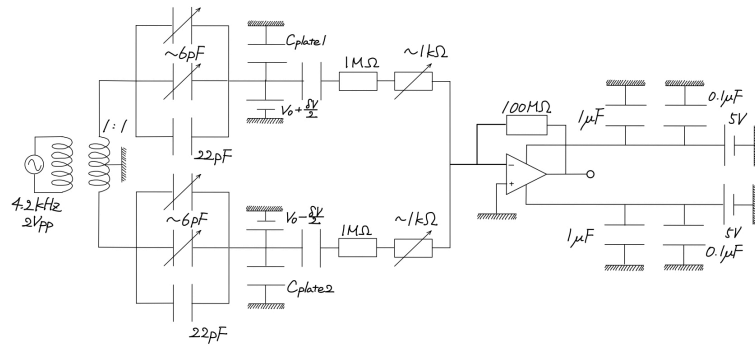 ~6pF
Cplate1
1MΩ
~1kΩ
V₀+δV/2
22pF
1:1
4.2kHz
2Vpp
~6pF
V₀-δV/2
1MΩ
~1kΩ
Cplate2
22pF
100MΩ
-
+
1μF
0.1μF
5V
1μF
5V
0.1μF